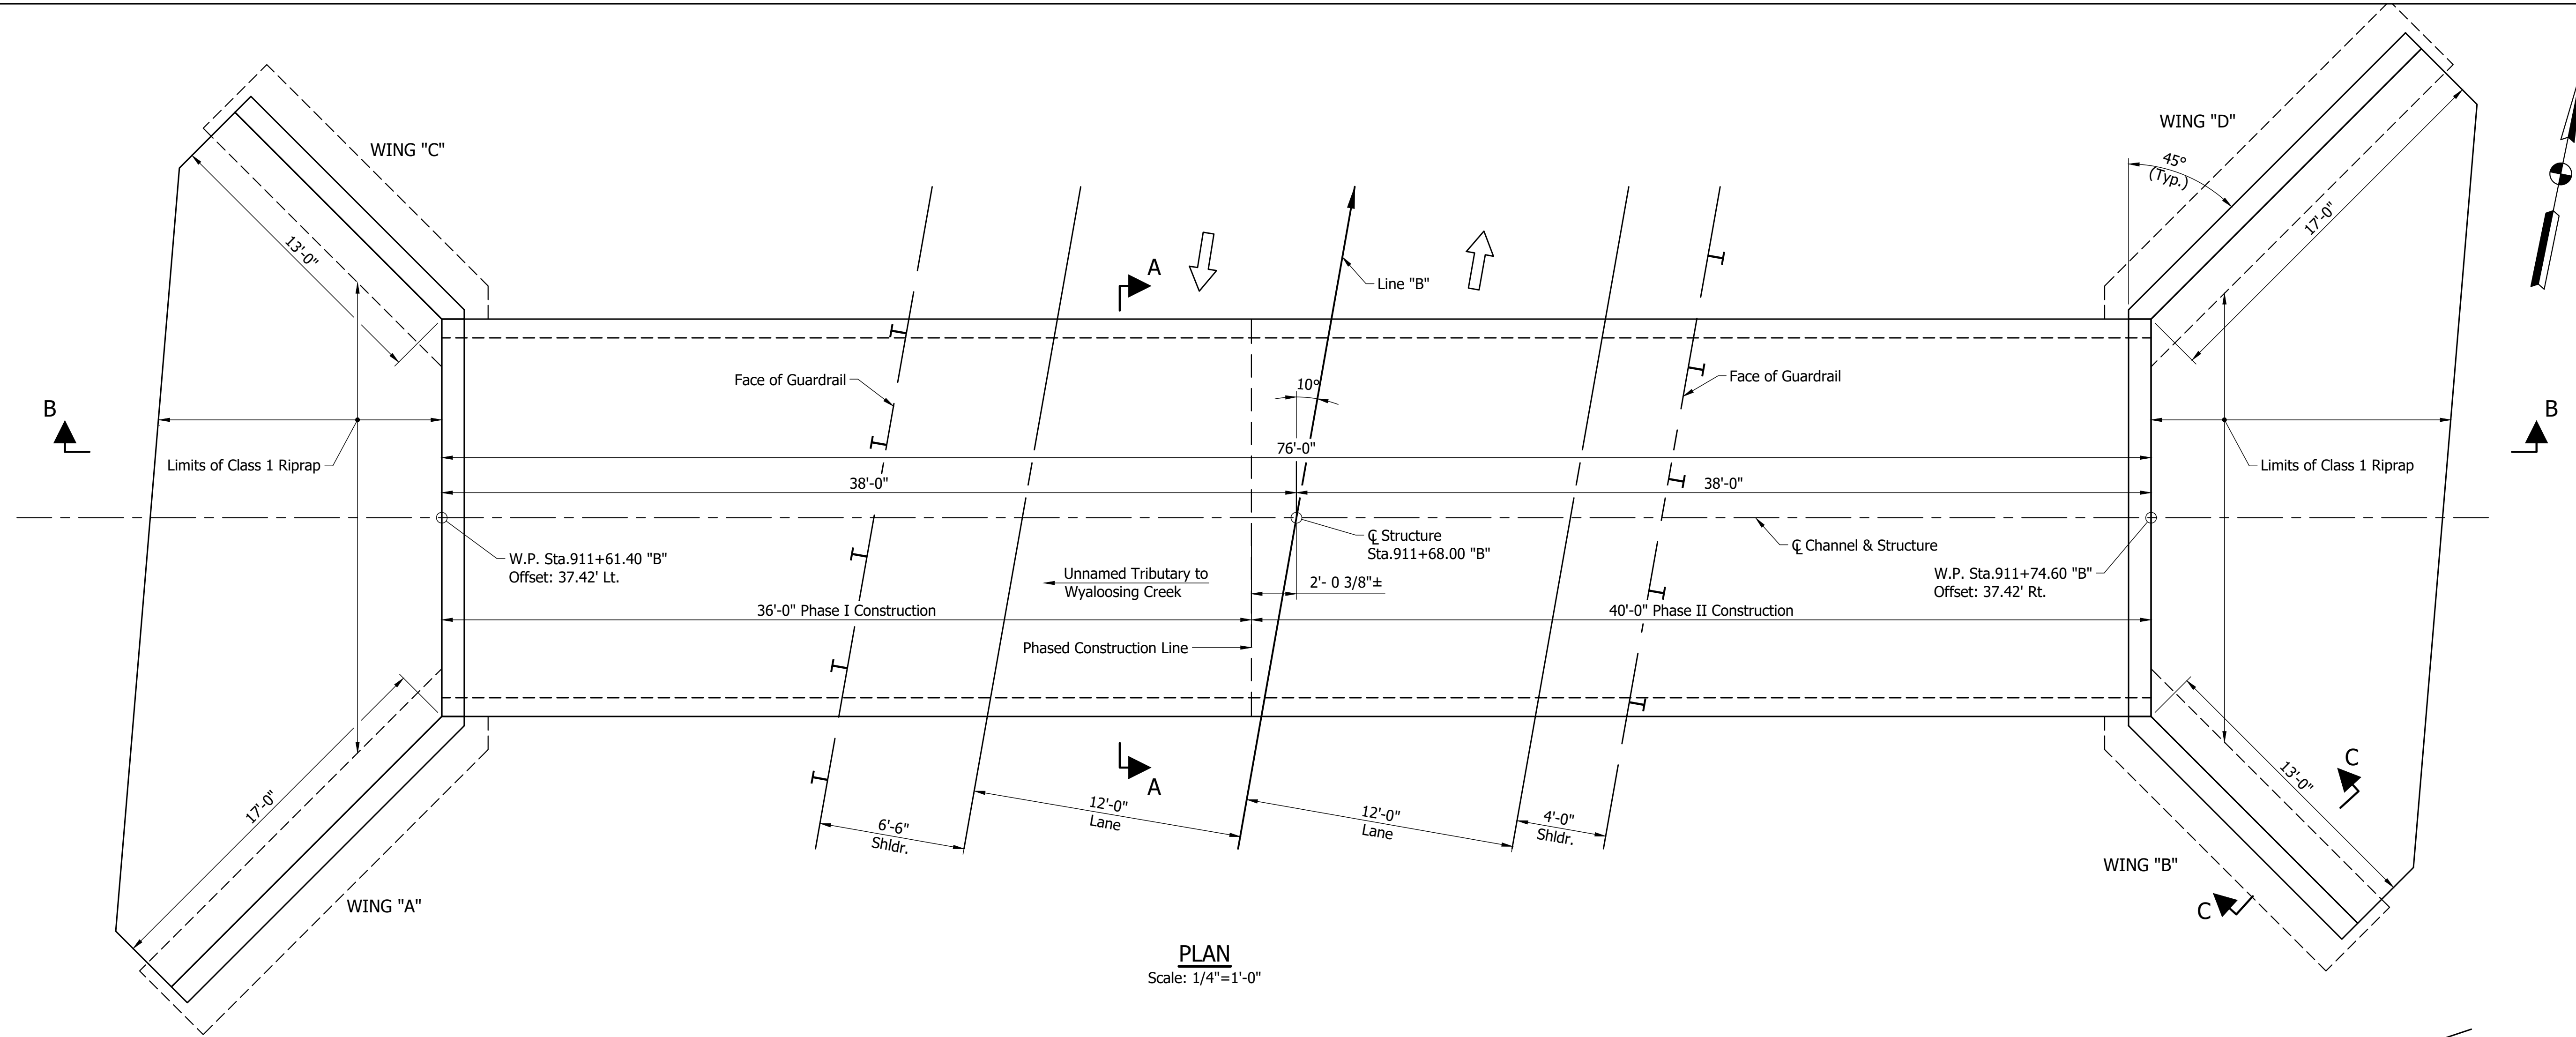 WING "C"
WING "D"
45°
(Typ.)
13'-0"
17'-0"
A
Line "B"
Face of Guardrail
10°
Face of Guardrail
B
B
76'-0"
Limits of Class 1 Riprap
38'-0"
38'-0"
Limits of Class 1 Riprap
W.P. Sta.911+61.40 "B"
Offset: 37.42' Lt.
℄ Structure
Sta.911+68.00 "B"
℄ Channel & Structure
Unnamed Tributary to
Wyaloosing Creek
2'- 0 3/8"±
W.P. Sta.911+74.60 "B"
Offset: 37.42' Rt.
36'-0" Phase I Construction
40'-0" Phase II Construction
Phased Construction Line
A
C
17'-0"
13'-0"
12'-0"
Lane
12'-0"
Lane
6'-6"
Shldr.
4'-0"
Shldr.
WING "A"
WING "B"
C
PLAN
Scale: 1/4"=1'-0"